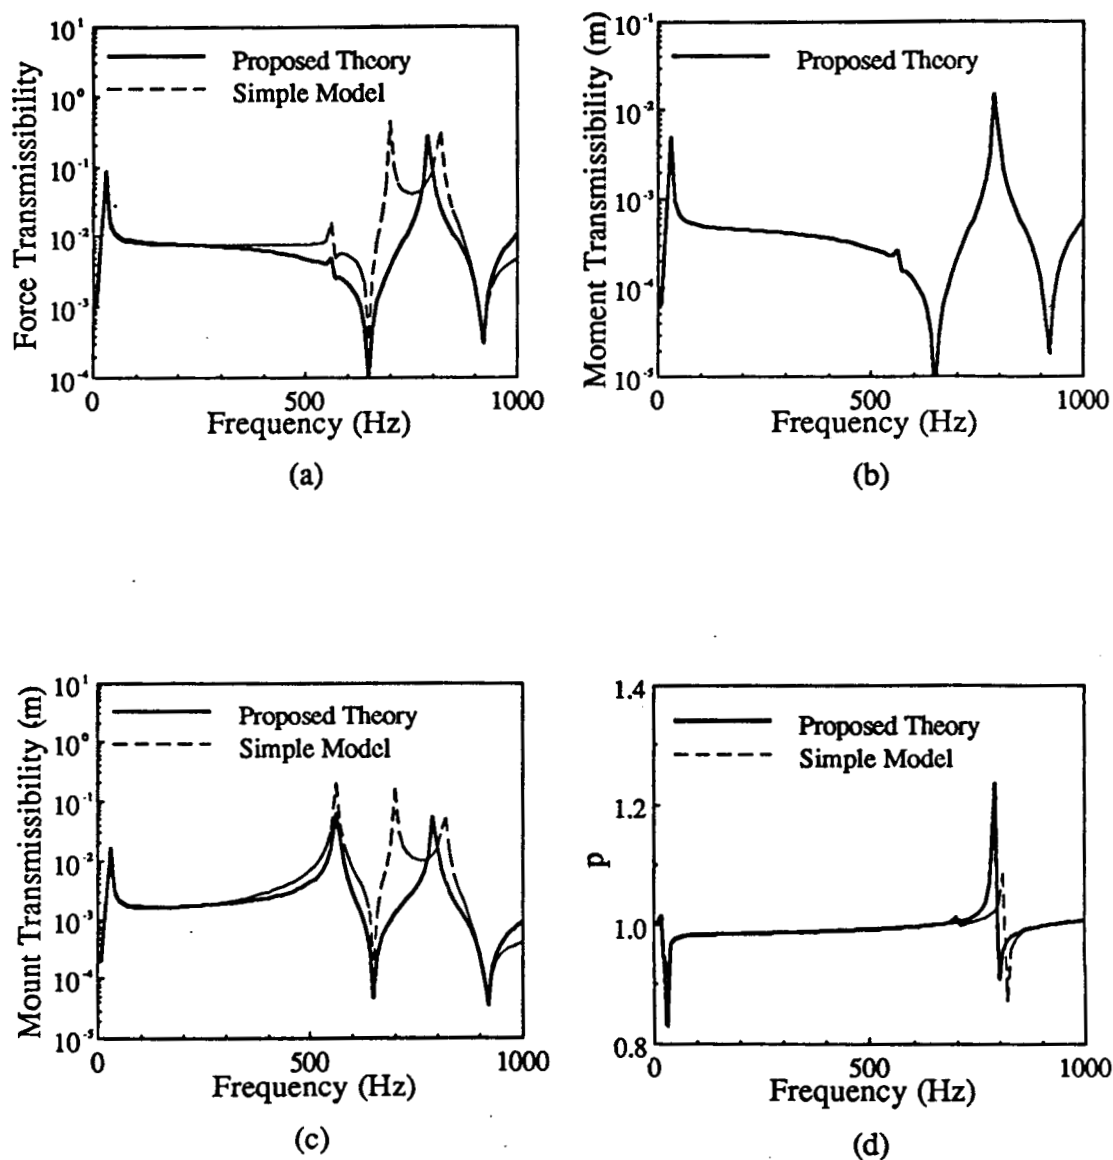 10¹
10⁰
10⁻¹
10⁻²
10⁻³
10⁻⁴
Force Transmissibility
Proposed Theory
Simple Model
0
500
1000
Frequency (Hz)
(a)
10⁻¹
10⁻²
10⁻³
10⁻⁴
10⁻⁵
Moment Transmissibility (m)
Proposed Theory
0
500
1000
Frequency (Hz)
(b)
10¹
10⁰
10⁻¹
10⁻²
10⁻³
10⁻⁴
10⁻⁵
Mount Transmissibility (m)
Proposed Theory
Simple Model
0
500
1000
Frequency (Hz)
(c)
1.4
1.2
1.0
0.8
p
Proposed Theory
Simple Model
0
500
1000
Frequency (Hz)
(d)